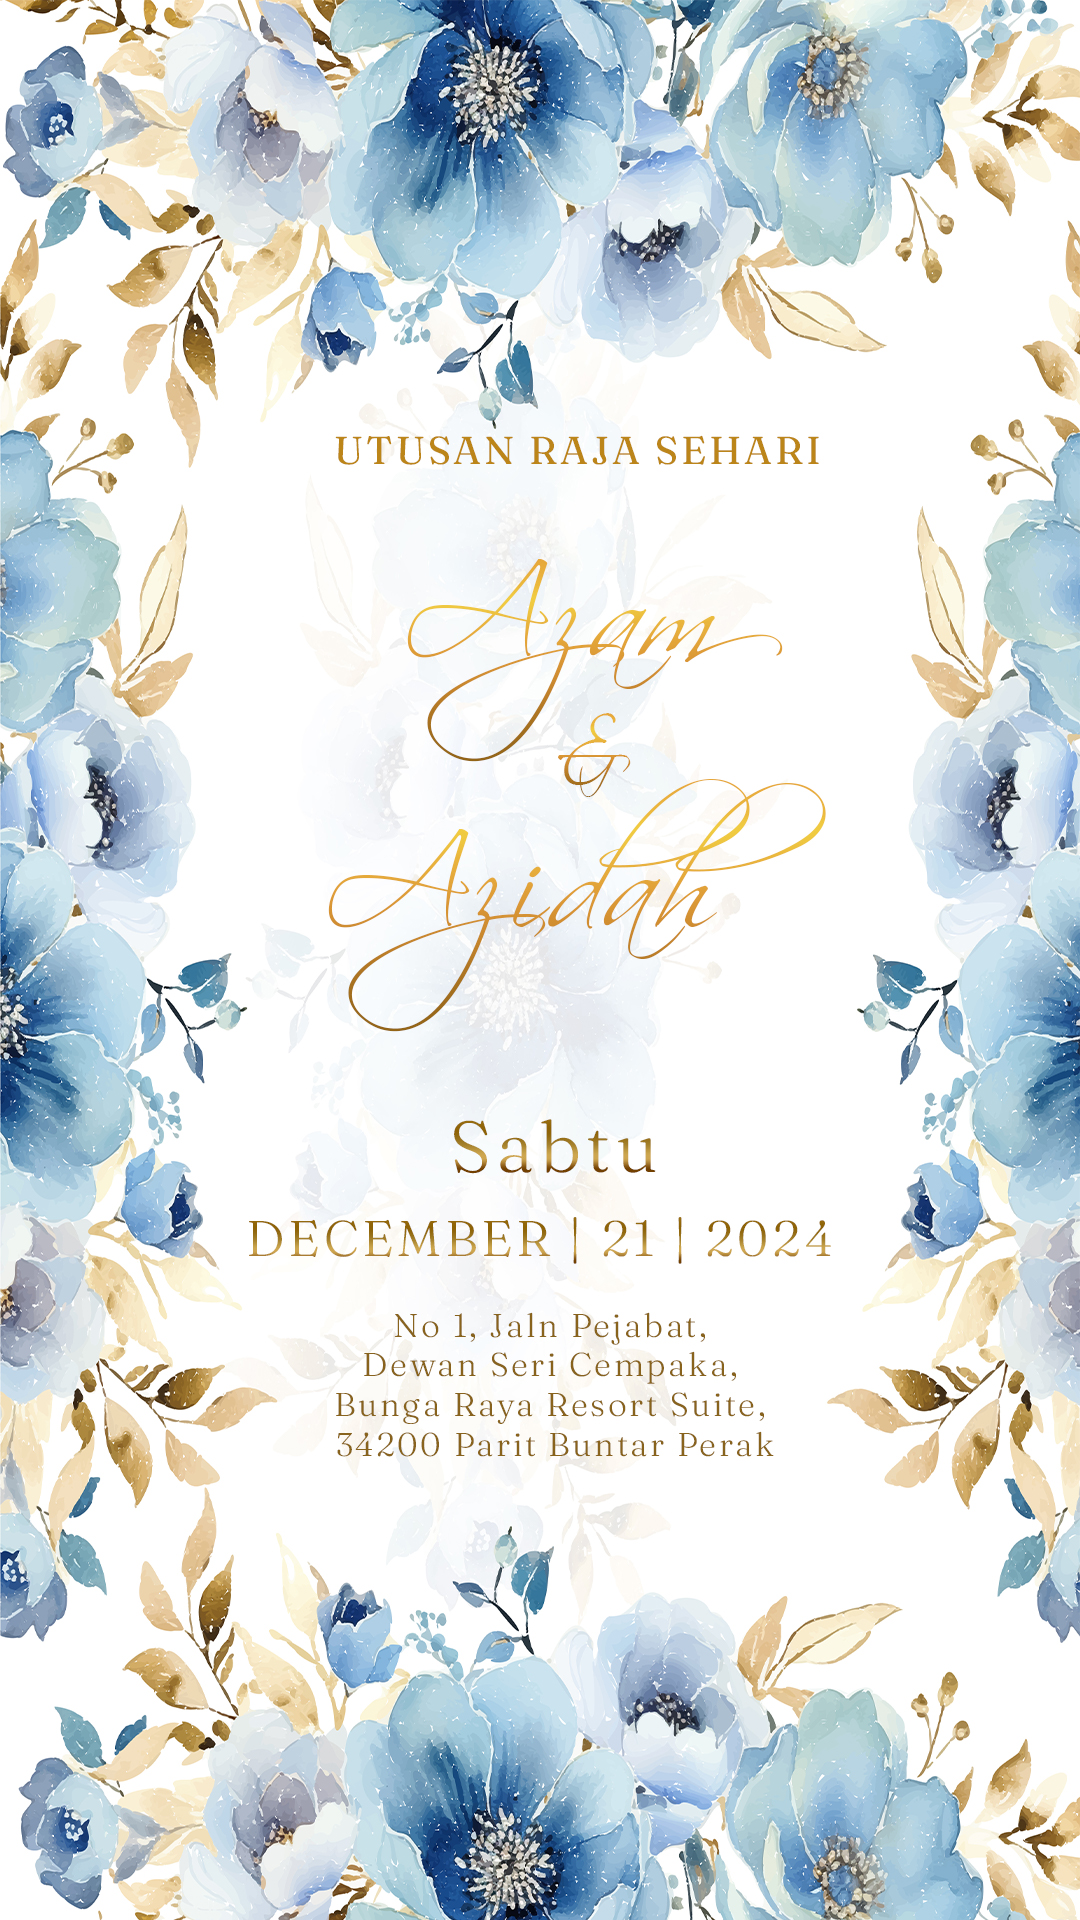 UTUSAN RAJA SEHARI
Azam
&
Azidah
Sabtu
DECEMBER | 21 | 2024
No 1, Jaln Pejabat,
Dewan Seri Cempaka,
Bunga Raya Resort Suite,
34200 Parit Buntar Perak